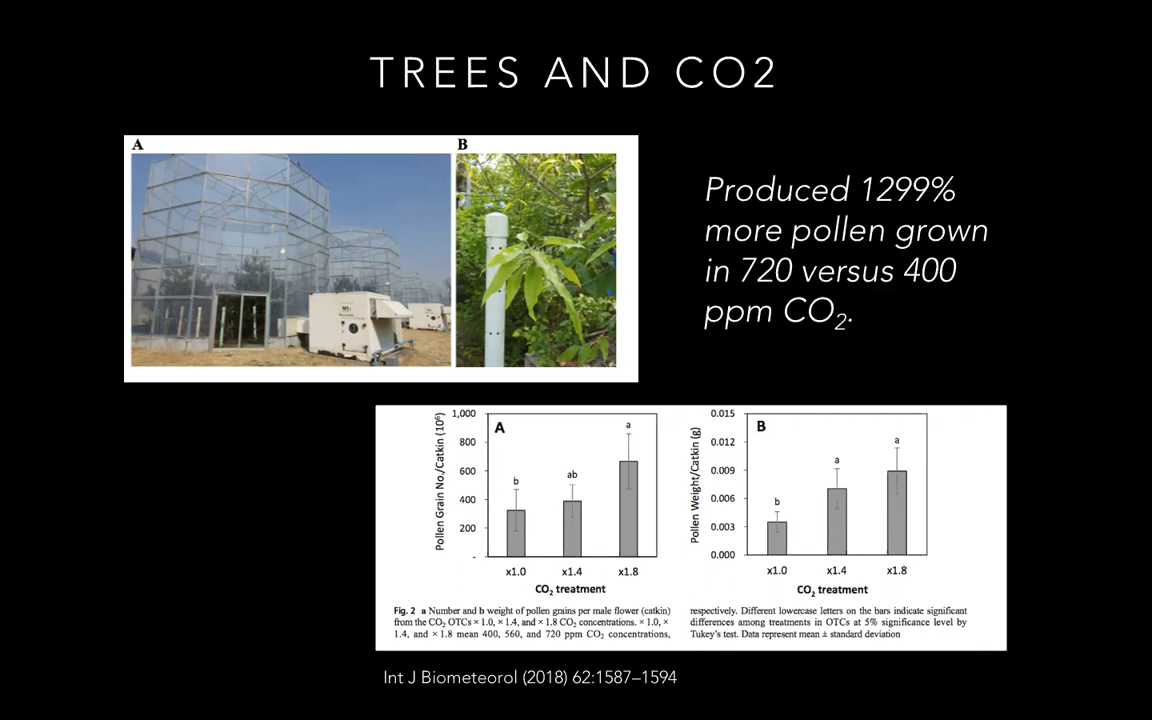 TREES AND CO2
A
B
Produced 1299%
more pollen grown
in 720 versus 400
ppm CO₂.
Pollen Grain No./Catkin (10⁶)
1,000
800
600
400
200
-
A
b
ab
a
x1.0
x1.4
x1.8
CO₂ treatment
Pollen Weight/Catkin (g)
0.015
0.012
0.009
0.006
0.003
0.000
B
b
a
a
x1.0
x1.4
x1.8
CO₂ treatment
Fig. 2 a Number and b weight of pollen grains per male flower (catkin)
from the CO₂ OTCs × 1.0, × 1.4, and × 1.8 CO₂ concentrations. × 1.0, ×
1.4, and × 1.8 mean 400, 560, and 720 ppm CO₂ concentrations,
respectively. Different lowercase letters on the bars indicate significant
differences among treatments in OTCs at 5% significance level by
Tukey's test. Data represent mean ± standard deviation
Int J Biometeorol (2018) 62:1587–1594